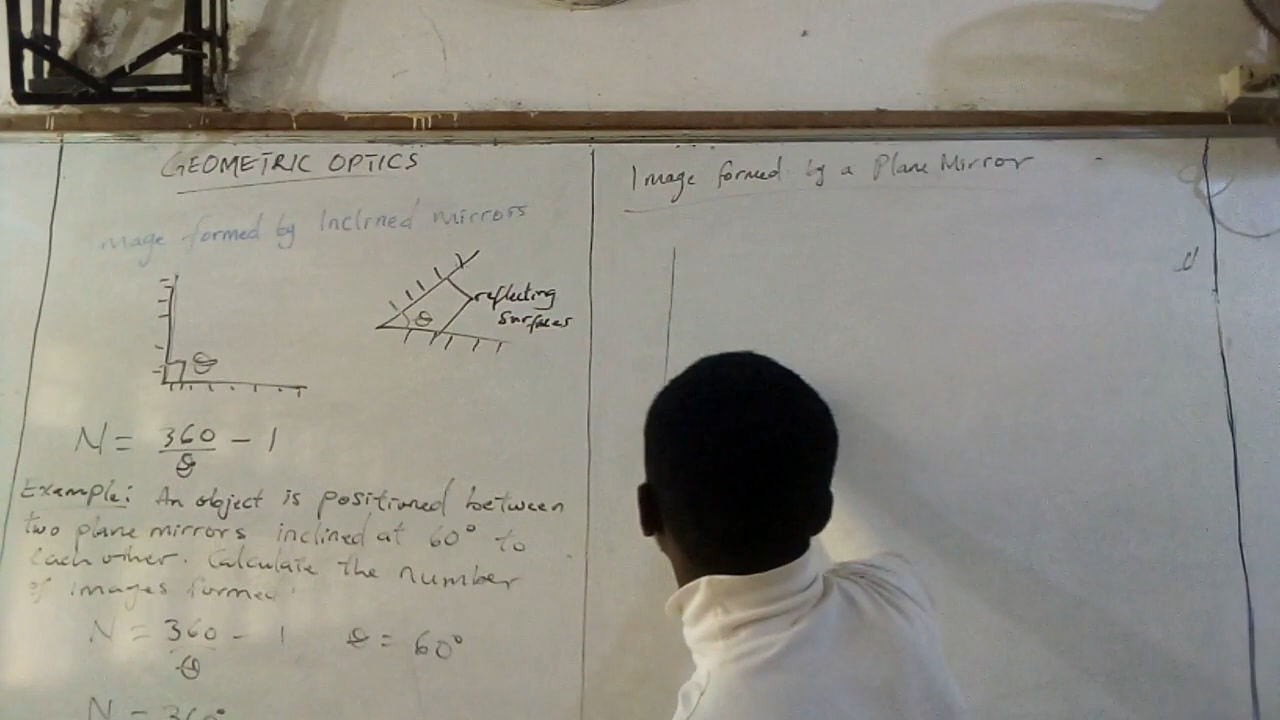 GEOMETRIC OPTICS
mage formed by Inclined mirrors
reflecting
surfaces
θ
θ
N = 360/θ - 1
Example: An object is positioned between
two plane mirrors inclined at 60° to
each other. Calculate the number
of images formed
N = 360/θ - 1 θ = 60°
N = 360°
Image formed by a Plane Mirror